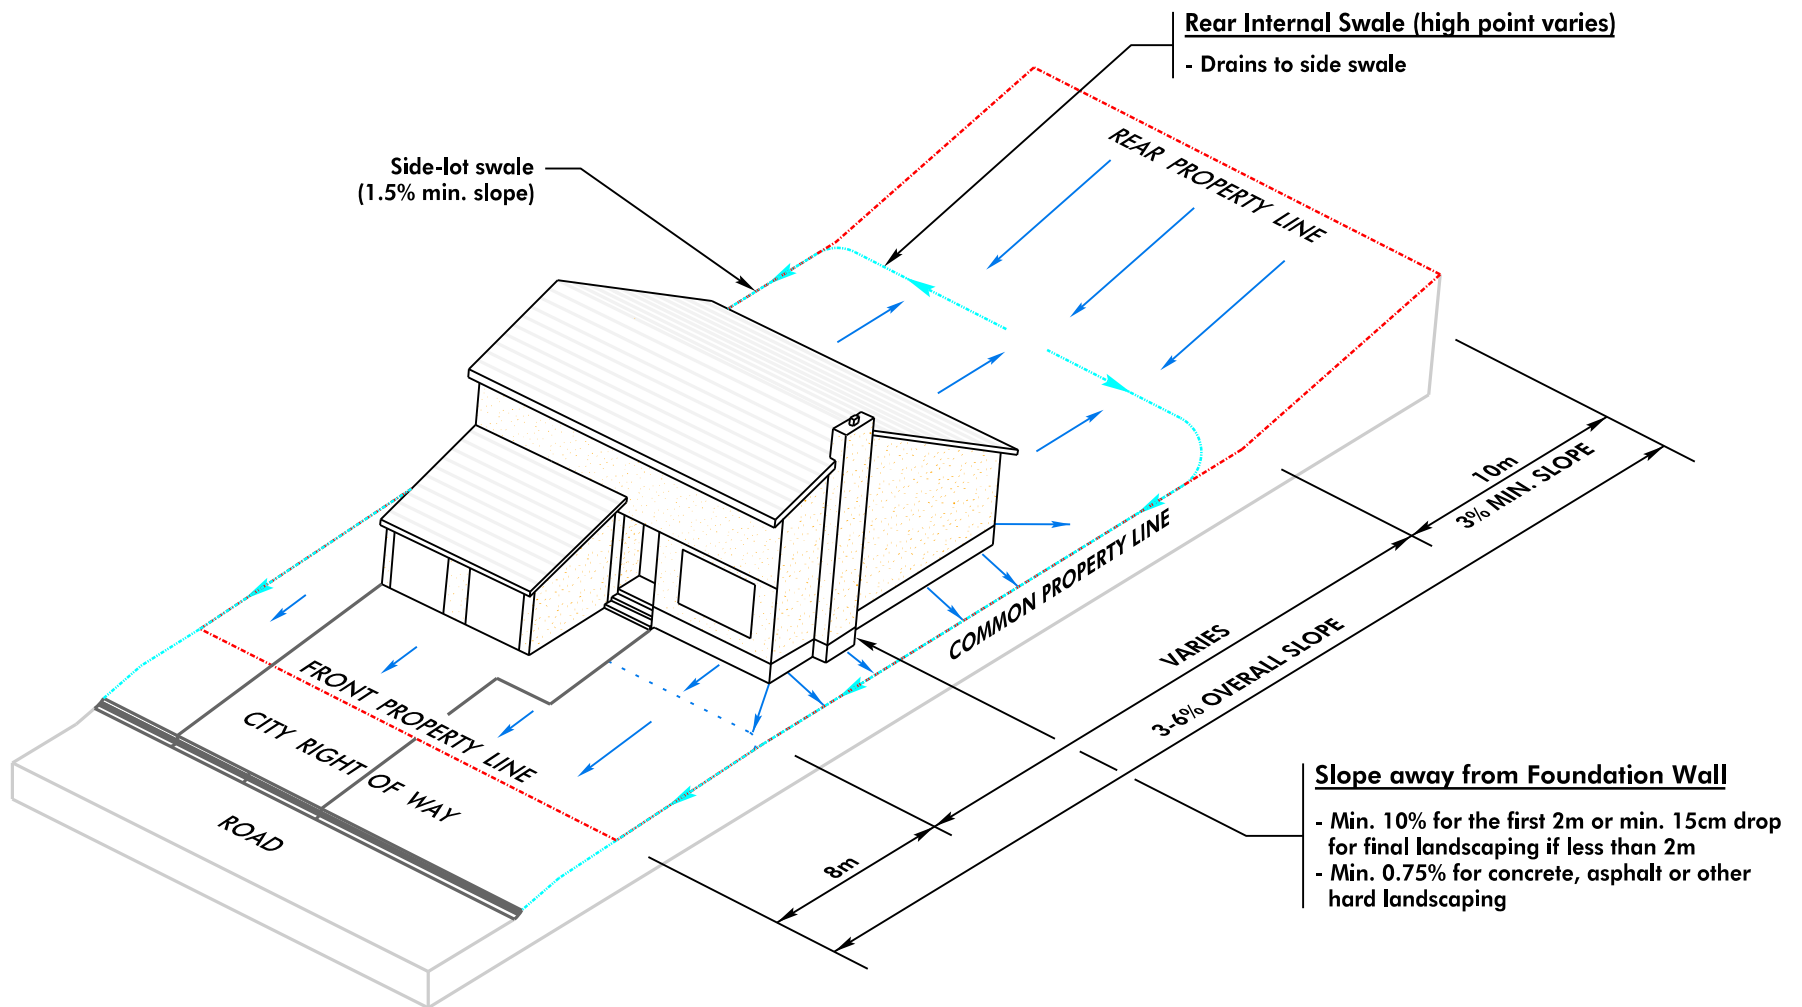 Rear Internal Swale (high point varies)
- Drains to side swale
Side-lot swale
(1.5% min. slope)
REAR PROPERTY LINE
10m
3% MIN. SLOPE
COMMON PROPERTY LINE
VARIES
3-6% OVERALL SLOPE
FRONT PROPERTY LINE
CITY RIGHT OF WAY
ROAD
8m
Slope away from Foundation Wall
- Min. 10% for the first 2m or min. 15cm drop
for final landscaping if less than 2m
- Min. 0.75% for concrete, asphalt or other
hard landscaping